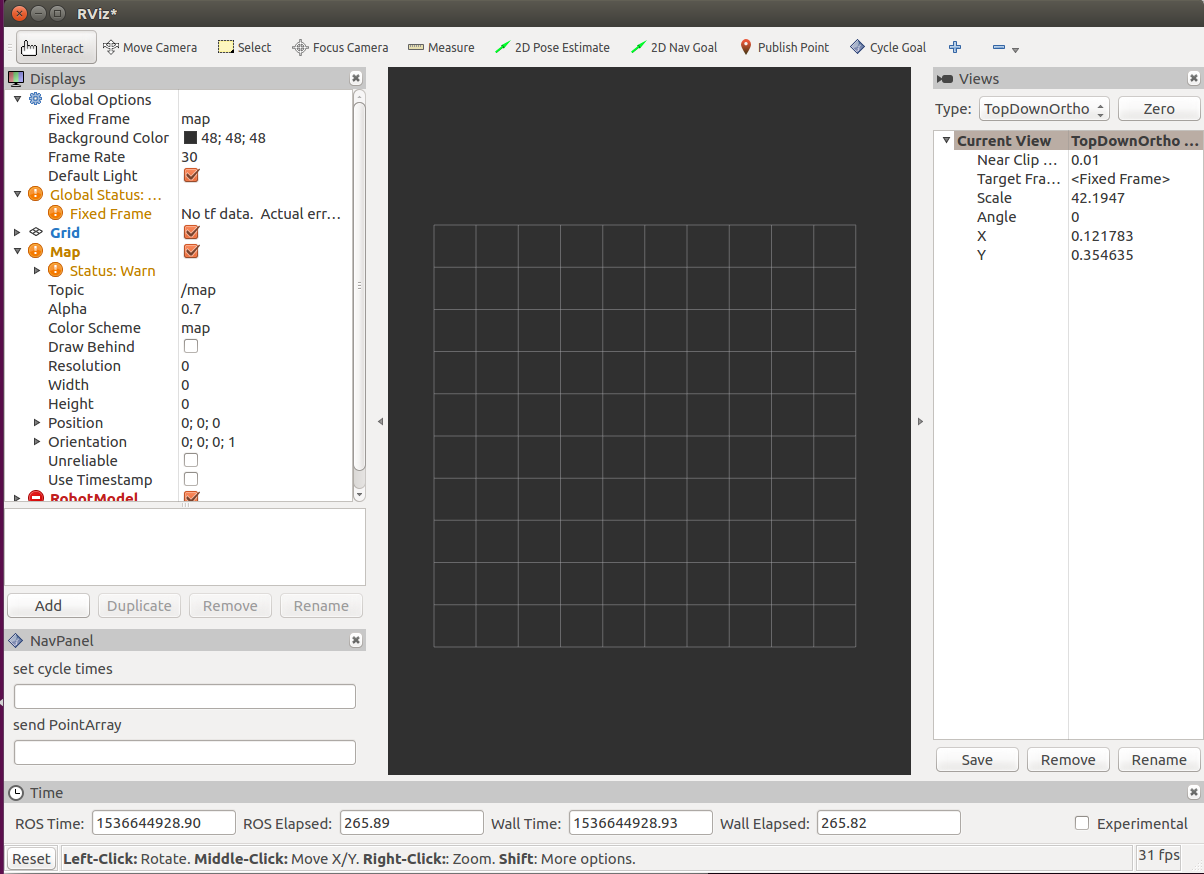 RViz*
Interact Move Camera Select Focus Camera Measure 2D Pose Estimate 2D Nav Goal Publish Point Cycle Goal
Displays
Global Options
Fixed Frame map
Background Color 48; 48; 48
Frame Rate 30
Default Light
Global Status: ...
Fixed Frame No tf data.  Actual err...
Grid
Map
Status: Warn
Topic /map
Alpha 0.7
Color Scheme map
Draw Behind
Resolution 0
Width 0
Height 0
Position 0; 0; 0
Orientation 0; 0; 0; 1
Unreliable
Use Timestamp
RobotModel
Add Duplicate Remove Rename
NavPanel
set cycle times
send PointArray
Views
Type: TopDownOrtho Zero
Current View TopDownOrtho ...
Near Clip ... 0.01
Target Fra... <Fixed Frame>
Scale 42.1947
Angle 0
X 0.121783
Y 0.354635
Save Remove Rename
Time
ROS Time: 1536644928.90 ROS Elapsed: 265.89 Wall Time: 1536644928.93 Wall Elapsed: 265.82 Experimental
Reset Left-Click: Rotate. Middle-Click: Move X/Y. Right-Click:: Zoom. Shift: More options. 31 fps